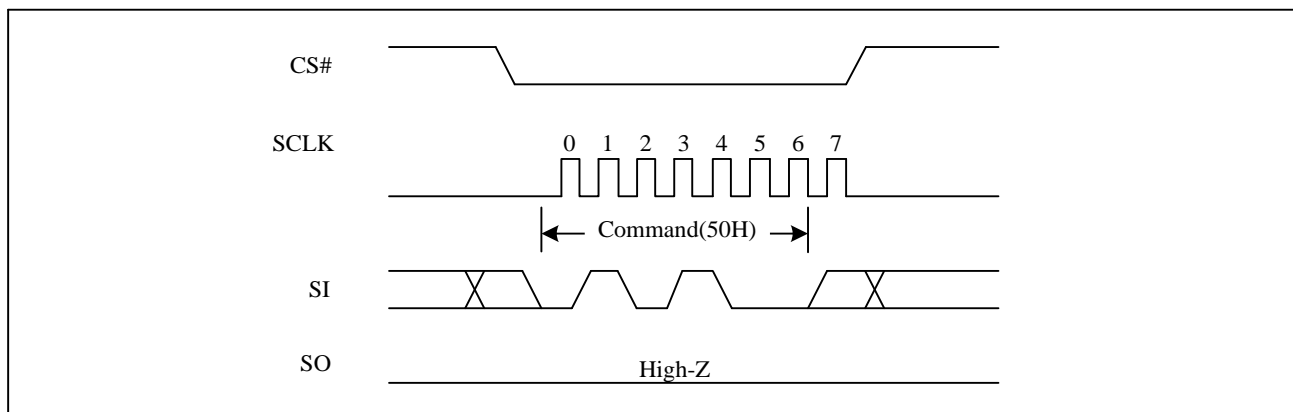 CS#
SCLK
0 1 2 3 4 5 6 7
Command(50H)
SI
SO
High-Z